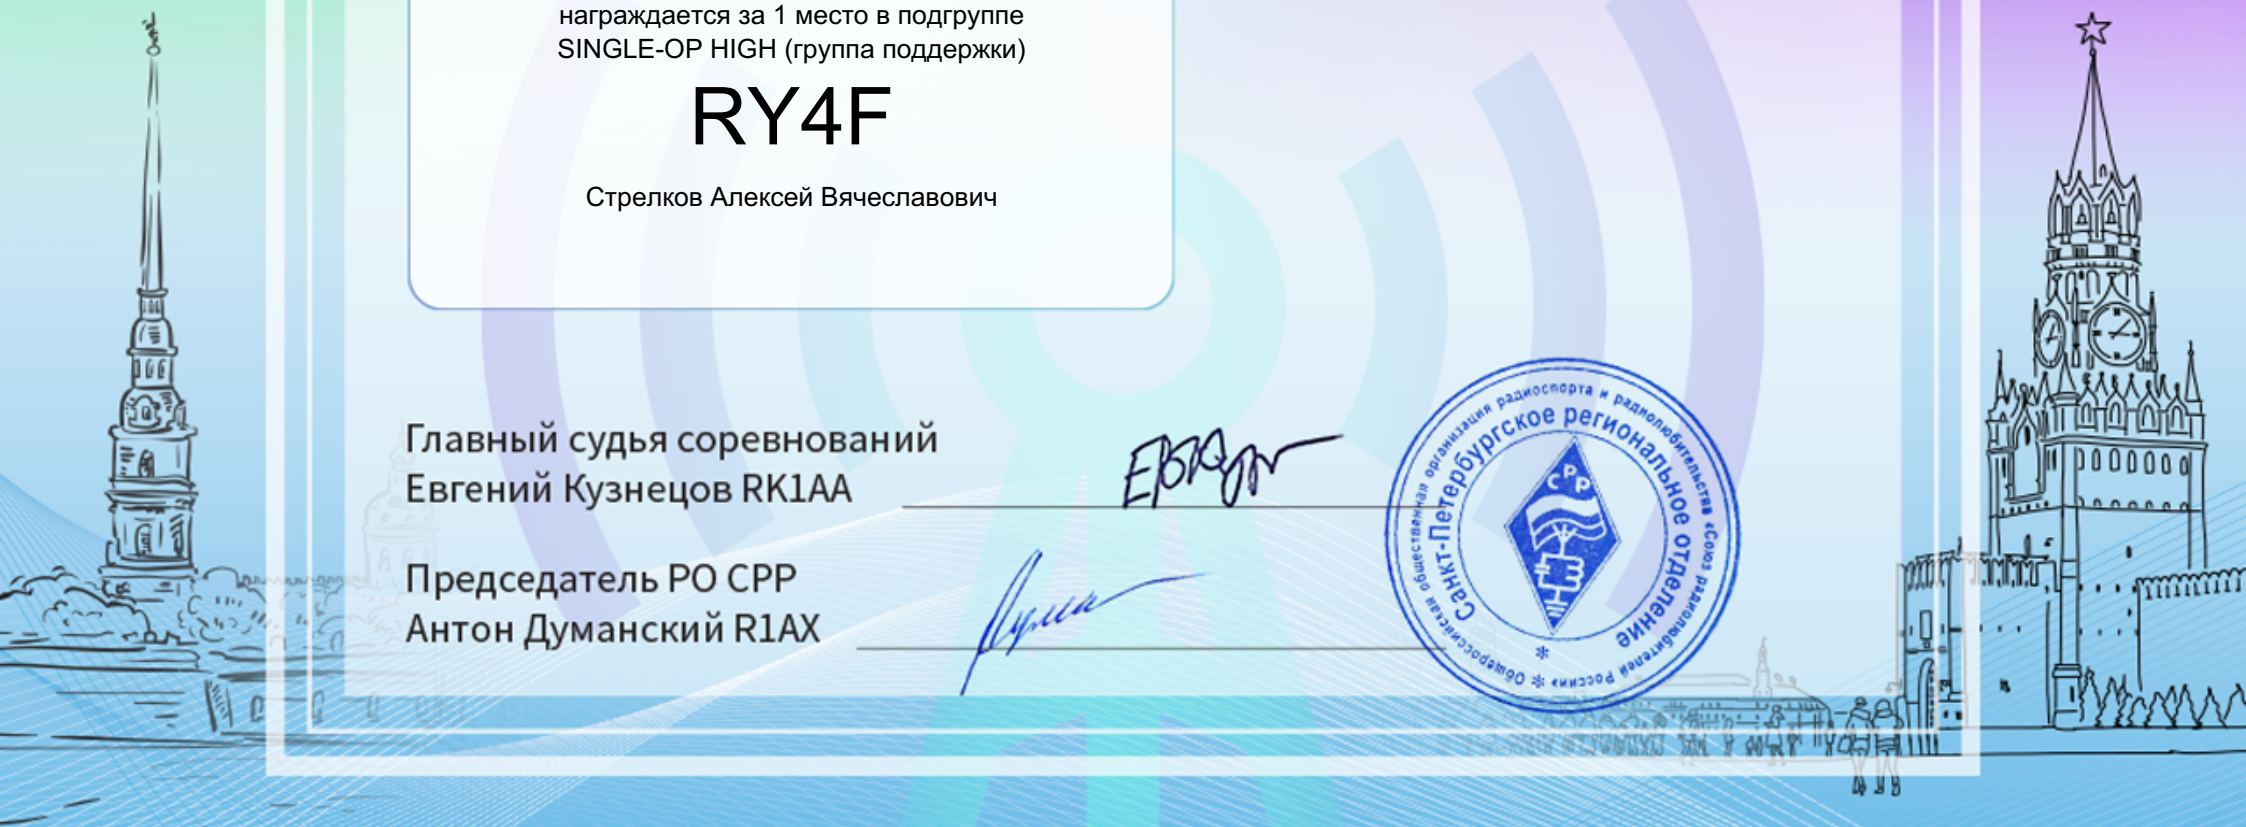 награждается за 1 место в подгруппе
SINGLE-OP HIGH (группа поддержки)
RY4F
Стрелков Алексей Вячеславович
Главный судья соревнований
Евгений Кузнецов RK1AA
Председатель РО СРР
Антон Думанский R1AX
Общероссийская общественная организация радиоспорта и радиолюбительства «Союз радиолюбителей России»
Санкт-Петербургское региональное отделение
СРР